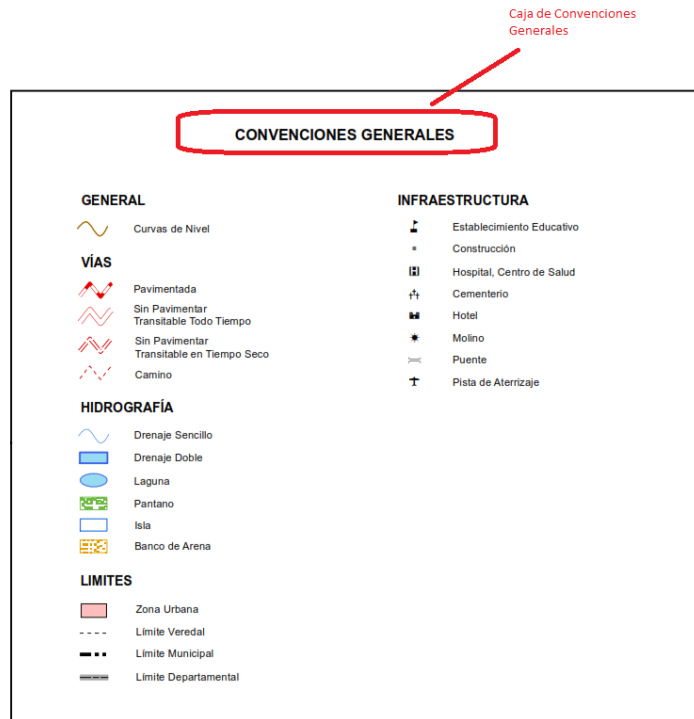 Caja de Convenciones
Generales
CONVENCIONES GENERALES
GENERAL
Curvas de Nivel
VÍAS
Pavimentada
Sin Pavimentar
Transitable Todo Tiempo
Sin Pavimentar
Transitable en Tiempo Seco
Camino
HIDROGRAFÍA
Drenaje Sencillo
Drenaje Doble
Laguna
Pantano
Isla
Banco de Arena
LIMITES
Zona Urbana
Límite Veredal
Límite Municipal
Límite Departamental
INFRAESTRUCTURA
Establecimiento Educativo
Construcción
H
Hospital, Centro de Salud
Cementerio
Hotel
Molino
Puente
Pista de Aterrizaje